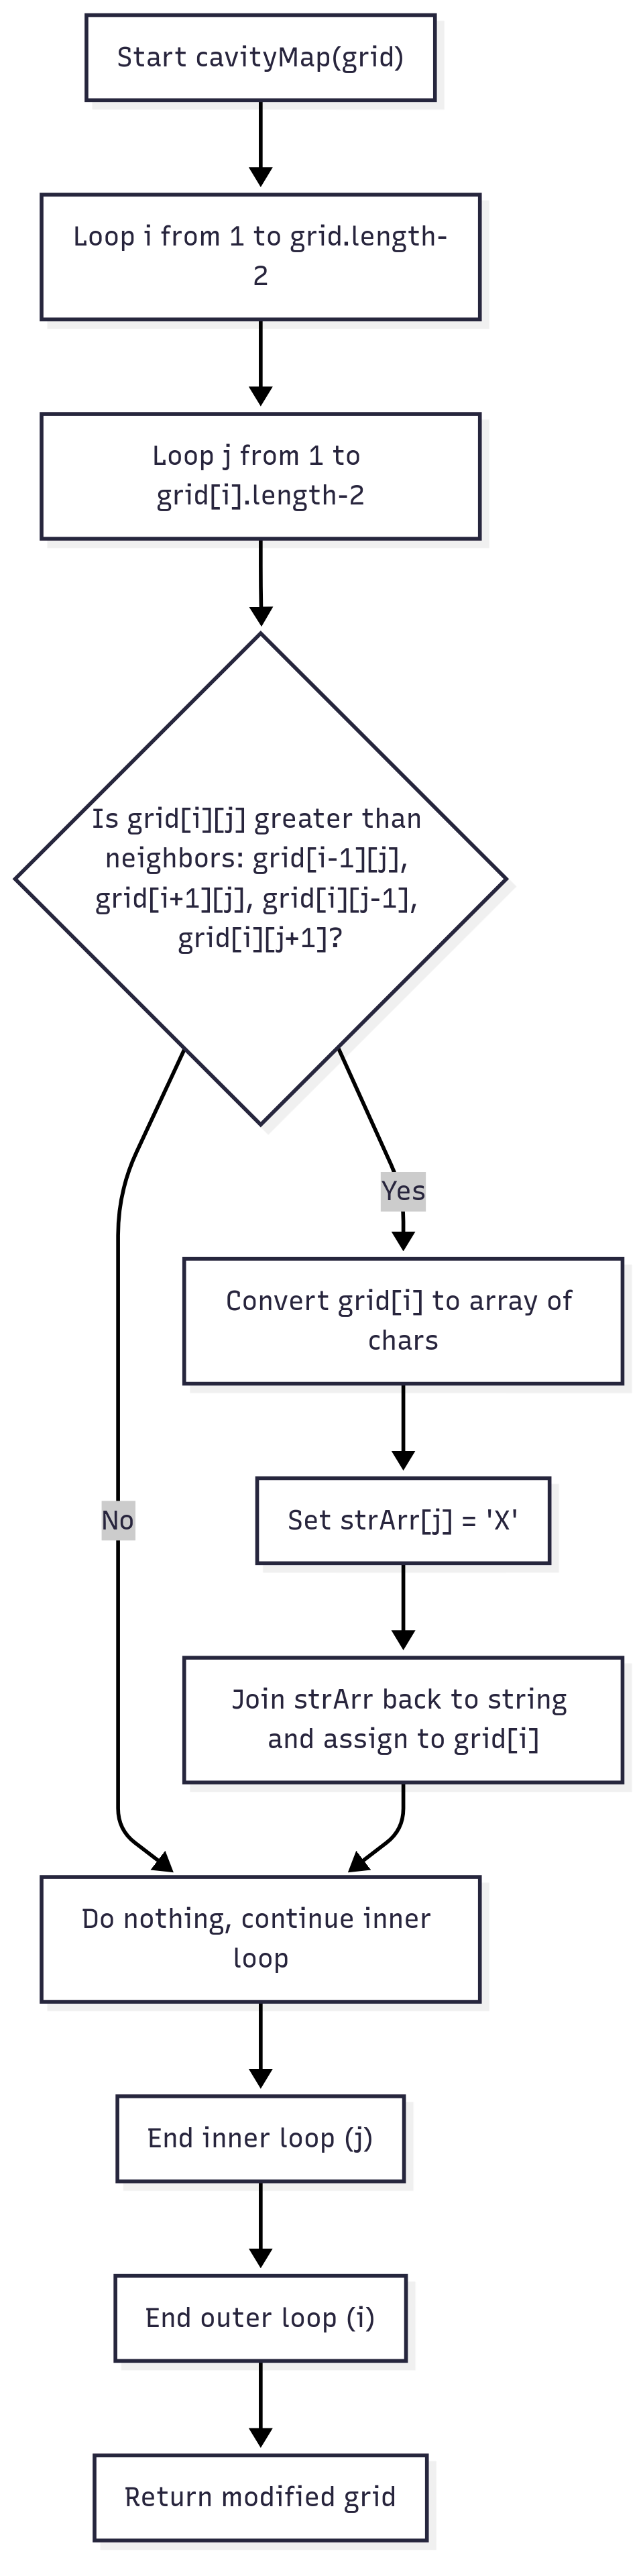 Start cavityMap(grid)
Loop i from 1 to grid.length-
2
Loop j from 1 to
grid[i].length-2
Is grid[i][j] greater than
neighbors: grid[i-1][j],
grid[i+1][j], grid[i][j-1],
grid[i][j+1]?
Yes
Convert grid[i] to array of
chars
No
Set strArr[j] = 'X'
Join strArr back to string
and assign to grid[i]
Do nothing, continue inner
loop
End inner loop (j)
End outer loop (i)
Return modified grid